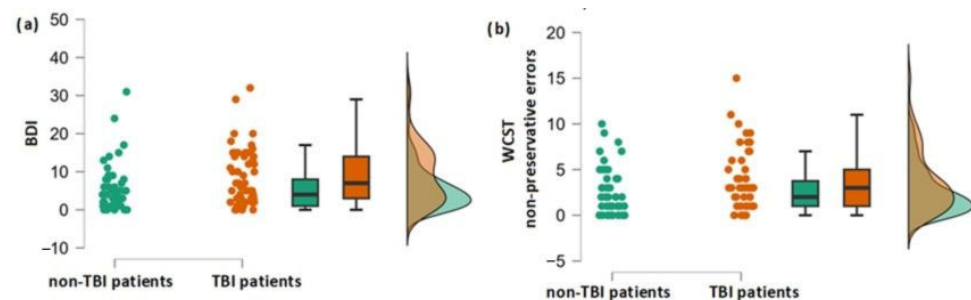 (a)
BDI
50
40
30
20
10
0
−10
non-TBI patients
TBI patients
(b)
WCST
non-preservative errors
20
15
10
5
0
−5
non-TBI patients
TBI patients